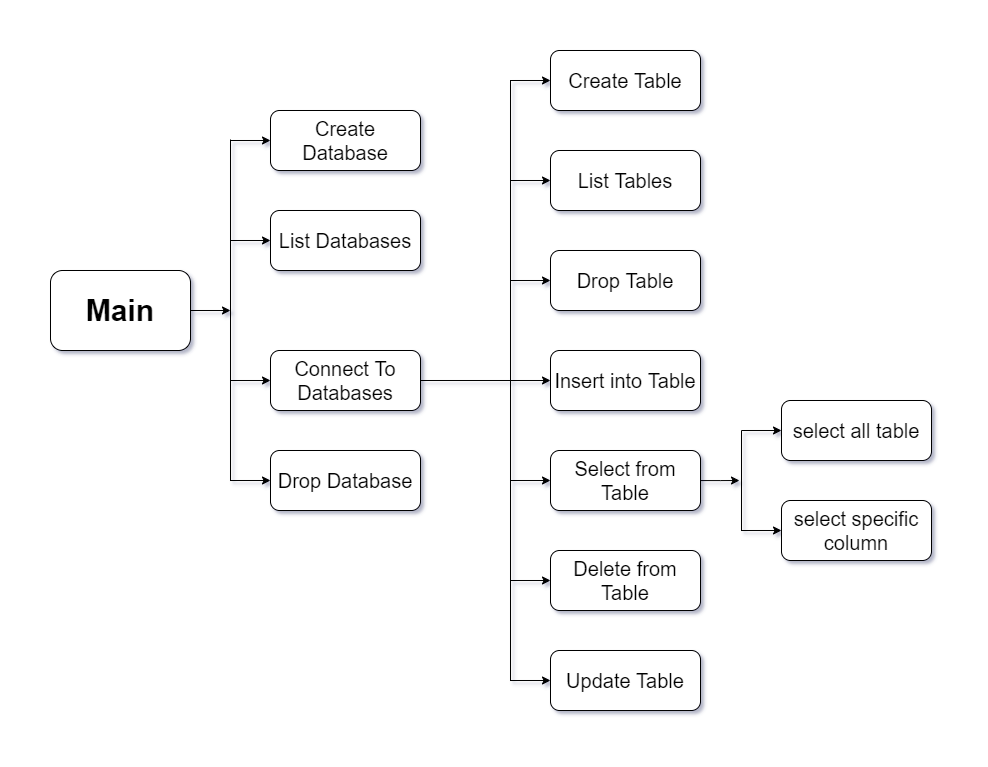 Main
Create
Database
List Databases
Connect To
Databases
Drop Database
Create Table
List Tables
Drop Table
Insert into Table
Select from
Table
Delete from
Table
Update Table
select all table
select specific
column